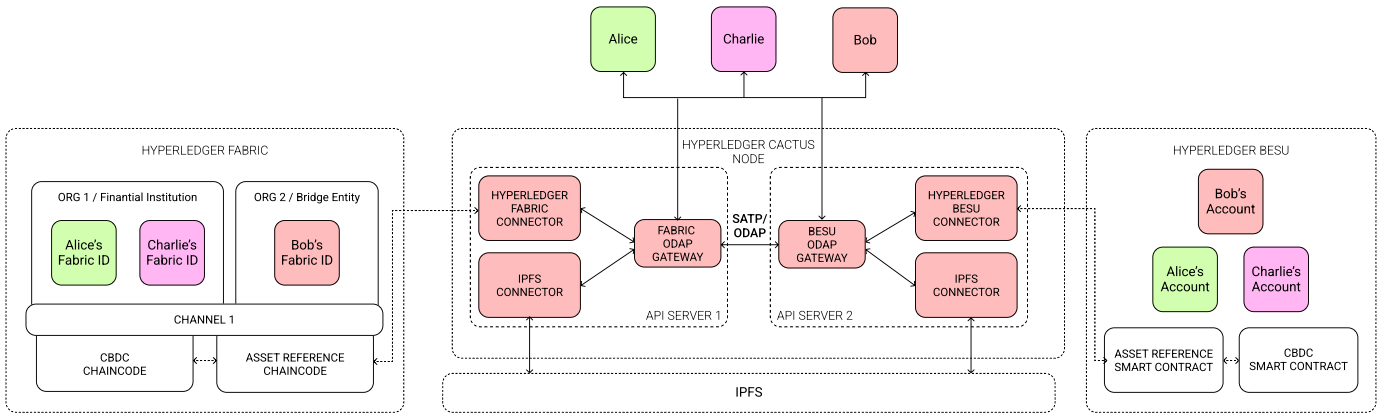 Alice
Charlie
Bob
HYPERLEDGER FABRIC
ORG 1 / Finantial Institution
ORG 2 / Bridge Entity
Alice's
Fabric ID
Charlie's
Fabric ID
Bob's
Fabric ID
CHANNEL 1
CBDC
CHAINCODE
ASSET REFERENCE
CHAINCODE
HYPERLEDGER CACTUS
NODE
HYPERLEDGER
FABRIC
CONNECTOR
IPFS
CONNECTOR
FABRIC
ODAP
GATEWAY
API SERVER 1
SATP/
ODAP
BESU
ODAP
GATEWAY
HYPERLEDGER
BESU
CONNECTOR
IPFS
CONNECTOR
API SERVER 2
IPFS
HYPERLEDGER BESU
Bob's
Account
Alice's
Account
Charlie's
Account
ASSET REFERENCE
SMART CONTRACT
CBDC
SMART CONTRACT